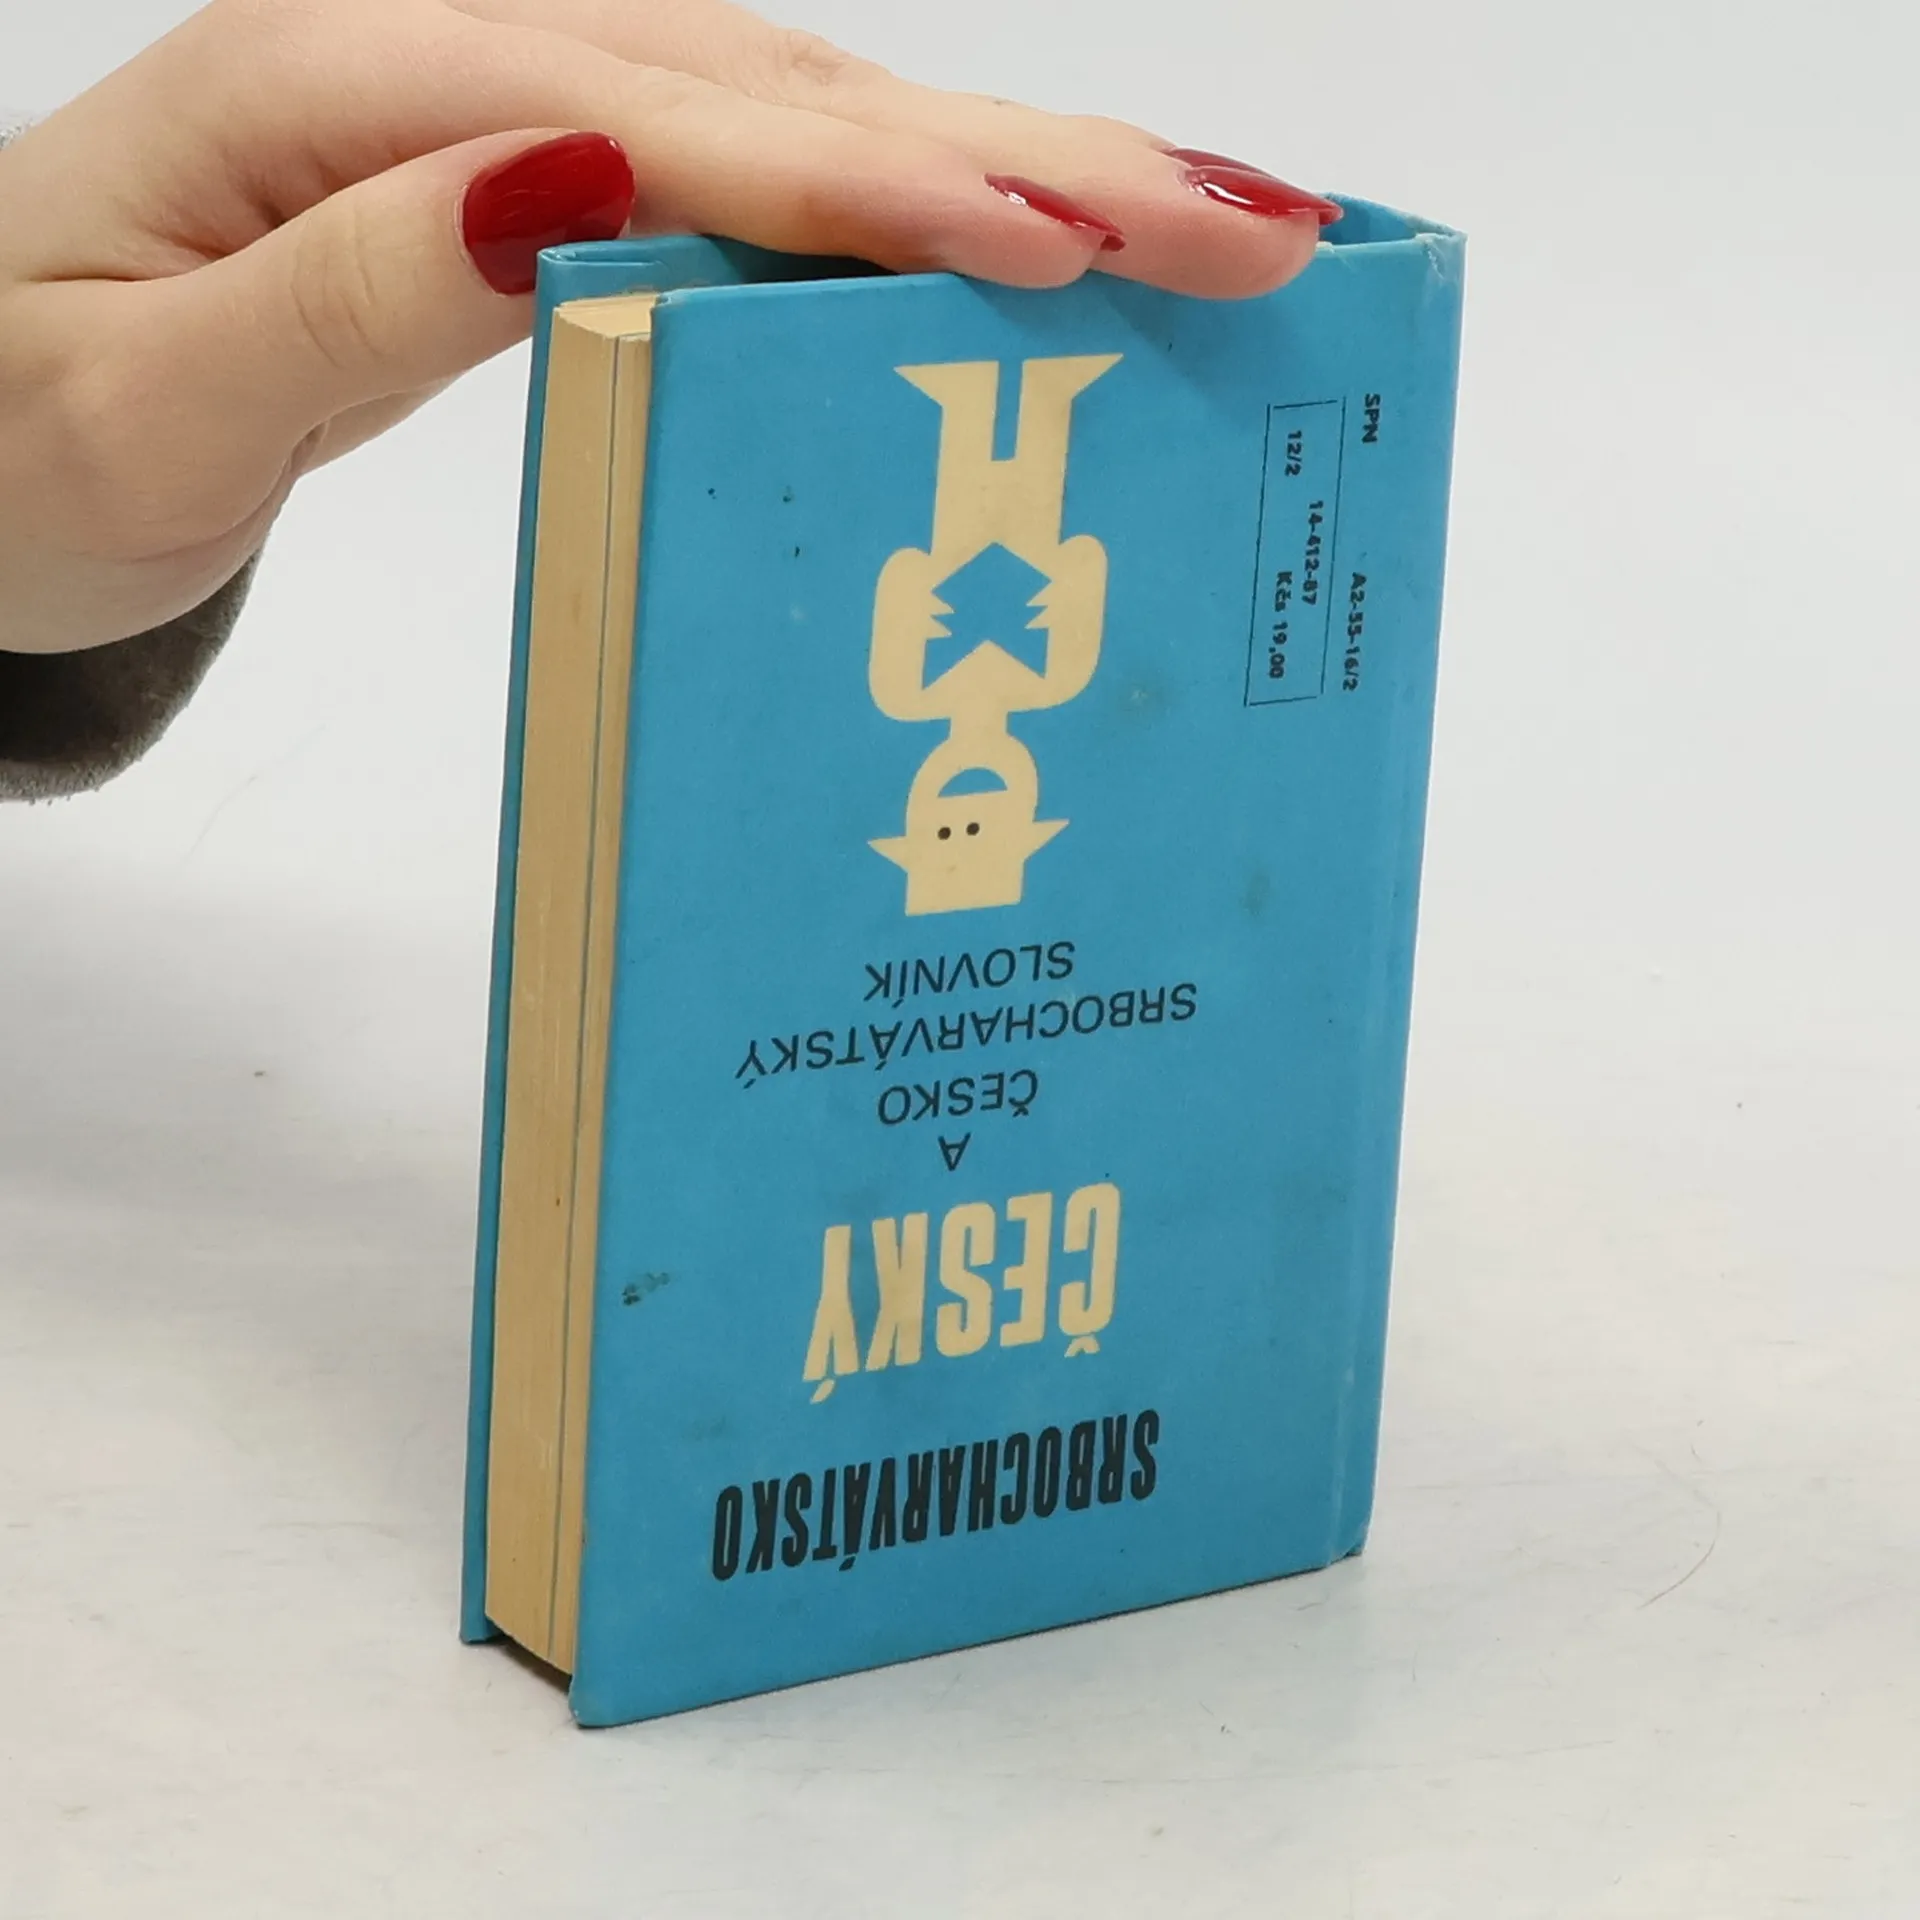 SRBOCHARVÁTSKO
ČESKÝ
A
ČESKO
SRBOCHARVÁTSKÝ
SLOVNÍK
SPN A2-55-16/2
14-412-87
12/2 Kčs 19,00